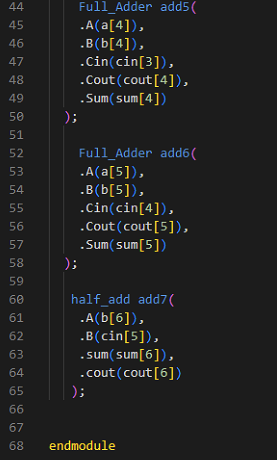 44 Full_Adder add5(
45 .A(a[4]),
46 .B(b[4]),
47 .Cin(cin[3]),
48 .Cout(cout[4]),
49 .Sum(sum[4])
50 );
51
52 Full_Adder add6(
53 .A(a[5]),
54 .B(b[5]),
55 .Cin(cin[4]),
56 .Cout(cout[5]),
57 .Sum(sum[5])
58 );
59
60 half_add add7(
61 .A(b[6]),
62 .B(cin[5]),
63 .sum(sum[6]),
64 .cout(cout[6])
65 );
66
67
68 endmodule